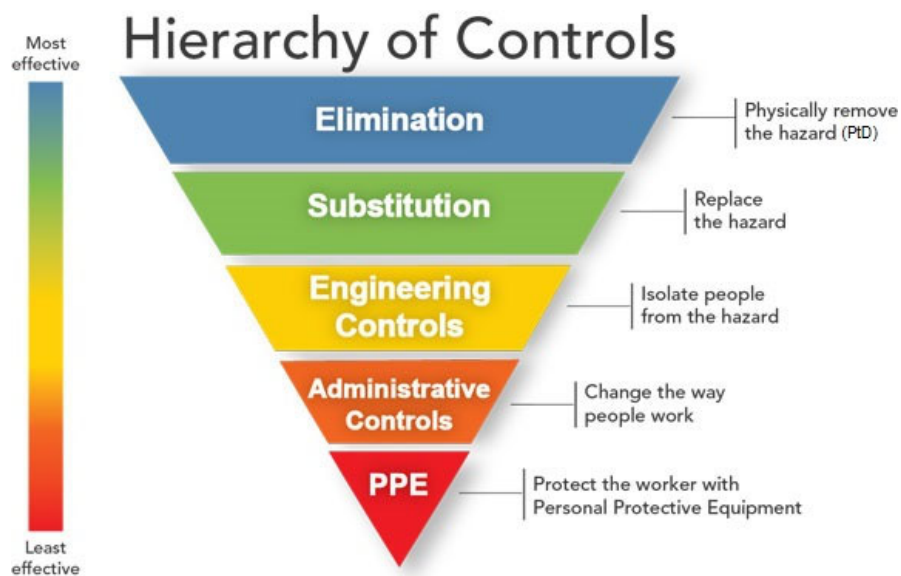 Hierarchy of Controls
Most
effective
Elimination
Physically remove
the hazard (PtD)
Substitution
Replace
the hazard
Engineering
Controls
Isolate people
from the hazard
Administrative
Controls
Change the way
people work
PPE
Protect the worker with
Personal Protective Equipment
Least
effective